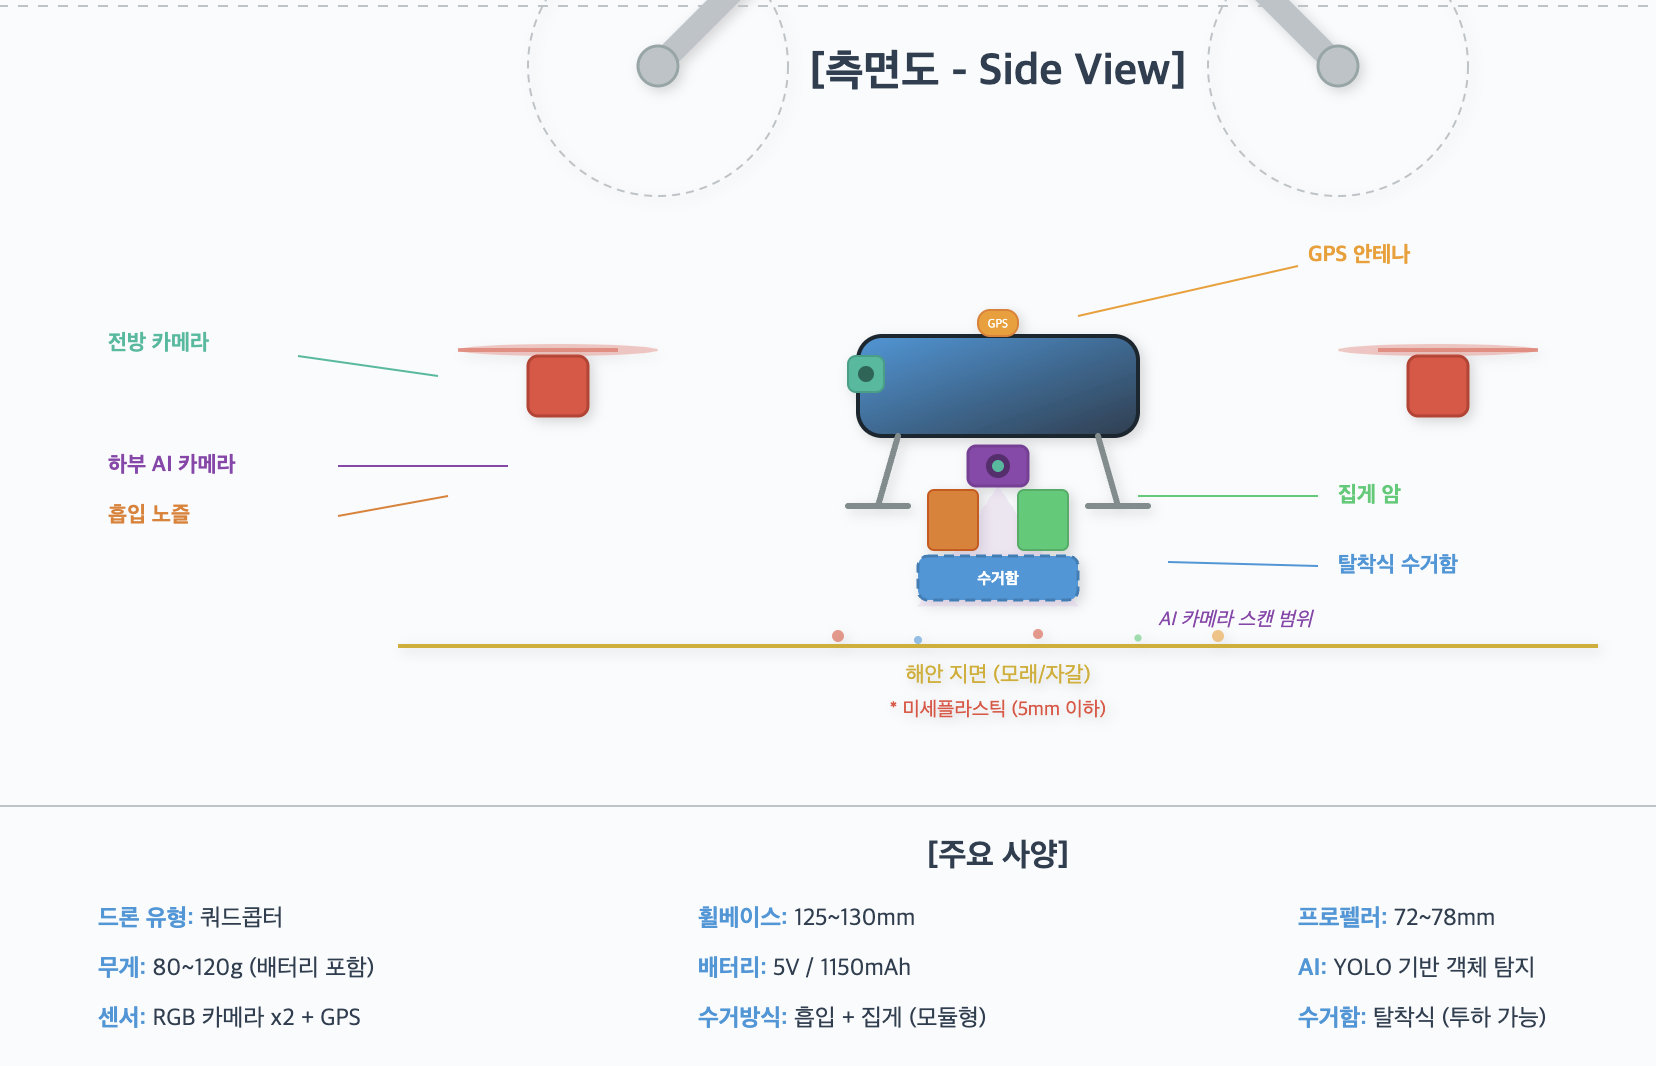 [측면도 - Side View]
GPS 안테나
GPS
전방 카메라
하부 AI 카메라
흡입 노즐
집게 암
탈착식 수거함
수거함
AI 카메라 스캔 범위
해안 지면 (모래/자갈)
* 미세플라스틱 (5mm 이하)
[주요 사양]
드론 유형: 쿼드콥터
휠베이스: 125~130mm
프로펠러: 72~78mm
무게: 80~120g (배터리 포함)
배터리: 5V / 1150mAh
AI: YOLO 기반 객체 탐지
센서: RGB 카메라 x2 + GPS
수거방식: 흡입 + 집게 (모듈형)
수거함: 탈착식 (투하 가능)